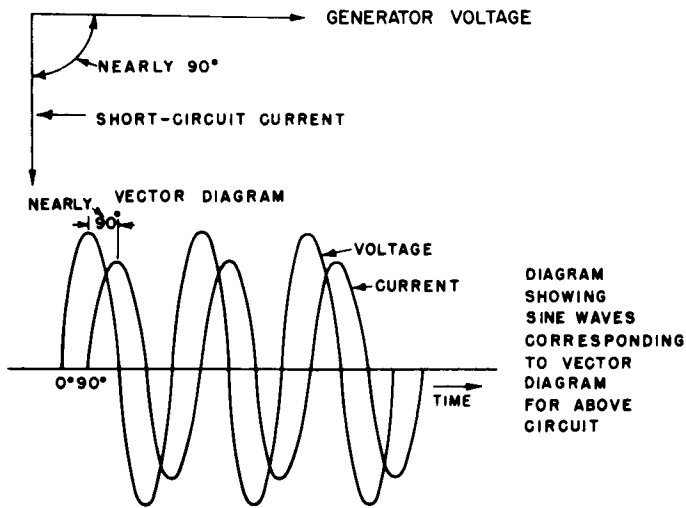 GENERATOR VOLTAGE
NEARLY 90°
SHORT-CIRCUIT CURRENT
VECTOR DIAGRAM
NEARLY
90°
VOLTAGE
CURRENT
0° 90°
TIME
DIAGRAM
SHOWING
SINE WAVES
CORRESPONDING
TO VECTOR
DIAGRAM
FOR ABOVE
CIRCUIT